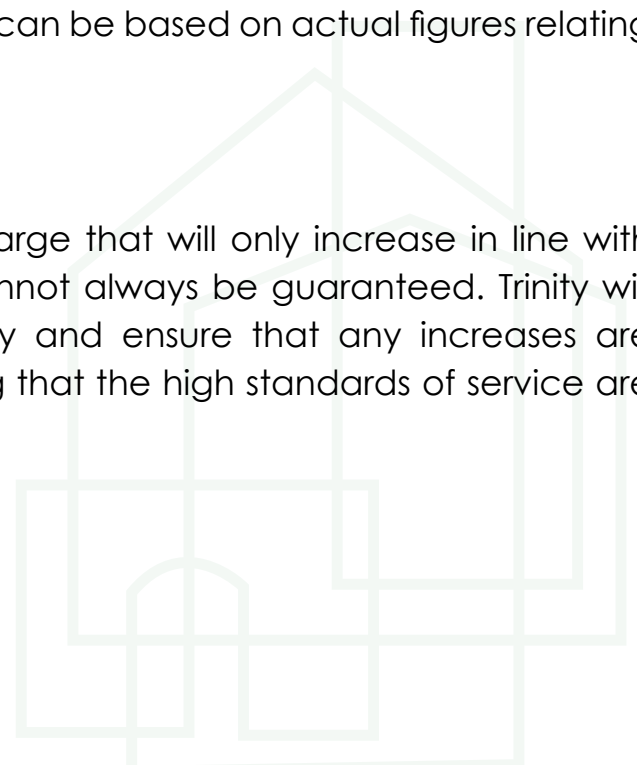 can be based on actual figures relating
arge that will only increase in line with
nnot always be guaranteed. Trinity wi
y and ensure that any increases are
g that the high standards of service are